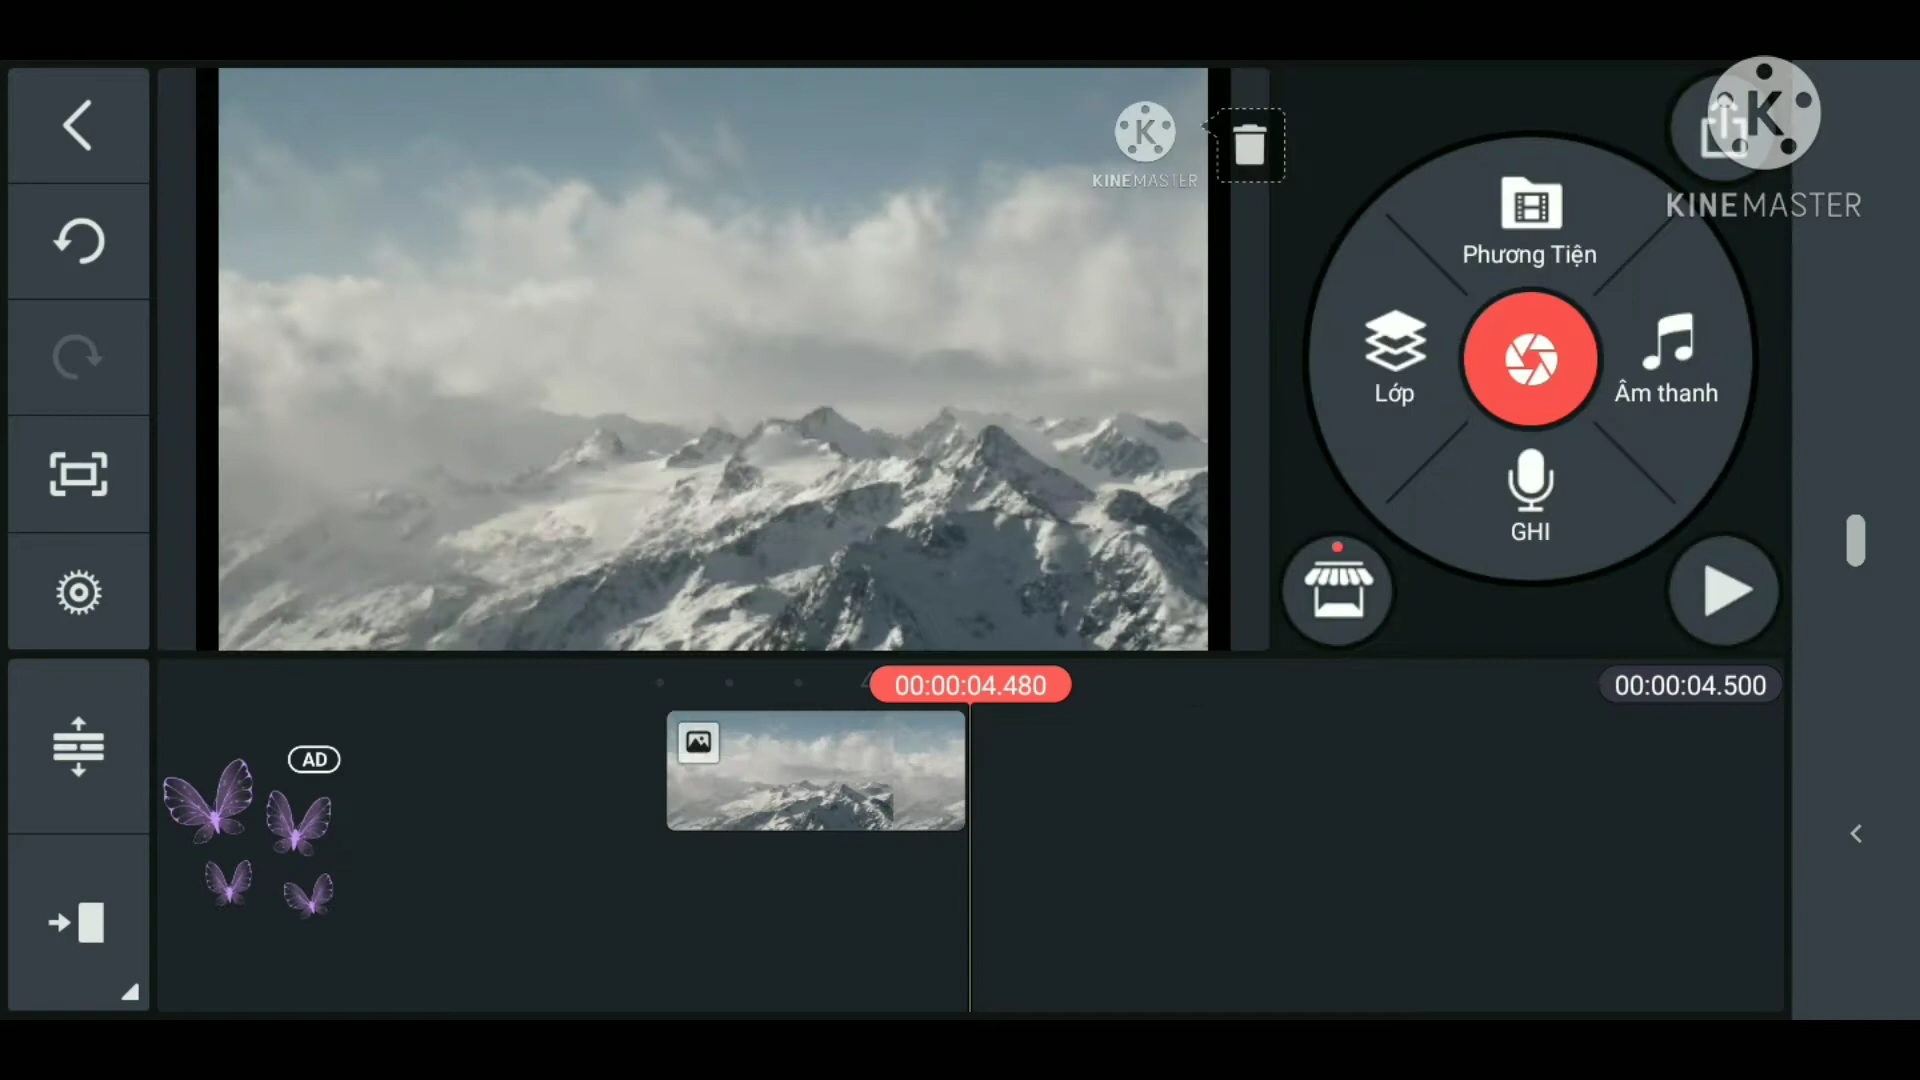 K
KINEMASTER
K
KINEMASTER
Phương Tiện
Lớp
Âm thanh
GHI
00:00:04.480
00:00:04.500
AD